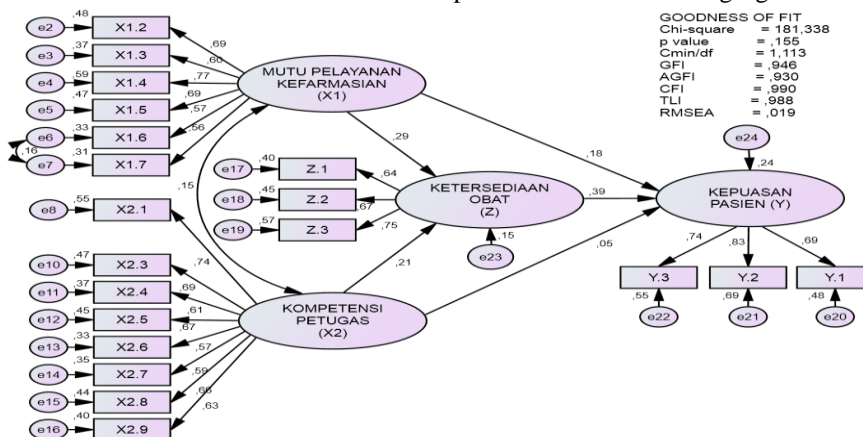 GOODNESS OF FIT
Chi-square = 181,338
p value = ,155
Cmin/df = 1,113
GFI = ,946
AGFI = ,930
CFI = ,990
TLI = ,988
RMSEA = ,019
e2 ,48 X1.2 ,69
e3 ,37 X1.3 ,60
e4 ,59 X1.4 ,77
e5 ,47 X1.5 ,69
e6 ,33 X1.6 ,57
e7 ,31 X1.7 ,56
,16
MUTU PELAYANAN
KEFARMASIAN
(X1)
,15
,29
,18
e17 ,40 Z.1 ,64
e18 ,45 Z.2 ,67
e19 ,57 Z.3 ,75
KETERSEDIAAN
OBAT
(Z)
,39
,15
e23
e24
,24
KEPUASAN
PASIEN (Y)
,05
,21
e8 ,55 X2.1 ,74
e10 ,47 X2.3 ,69
e11 ,37 X2.4 ,61
e12 ,45 X2.5 ,67
e13 ,33 X2.6 ,57
e14 ,35 X2.7 ,59
e15 ,44 X2.8 ,66
e16 ,40 X2.9 ,63
KOMPETENSI
PETUGAS
(X2)
,74 ,83 ,69
Y.3 Y.2 Y.1
,55 ,69 ,48
e22 e21 e20